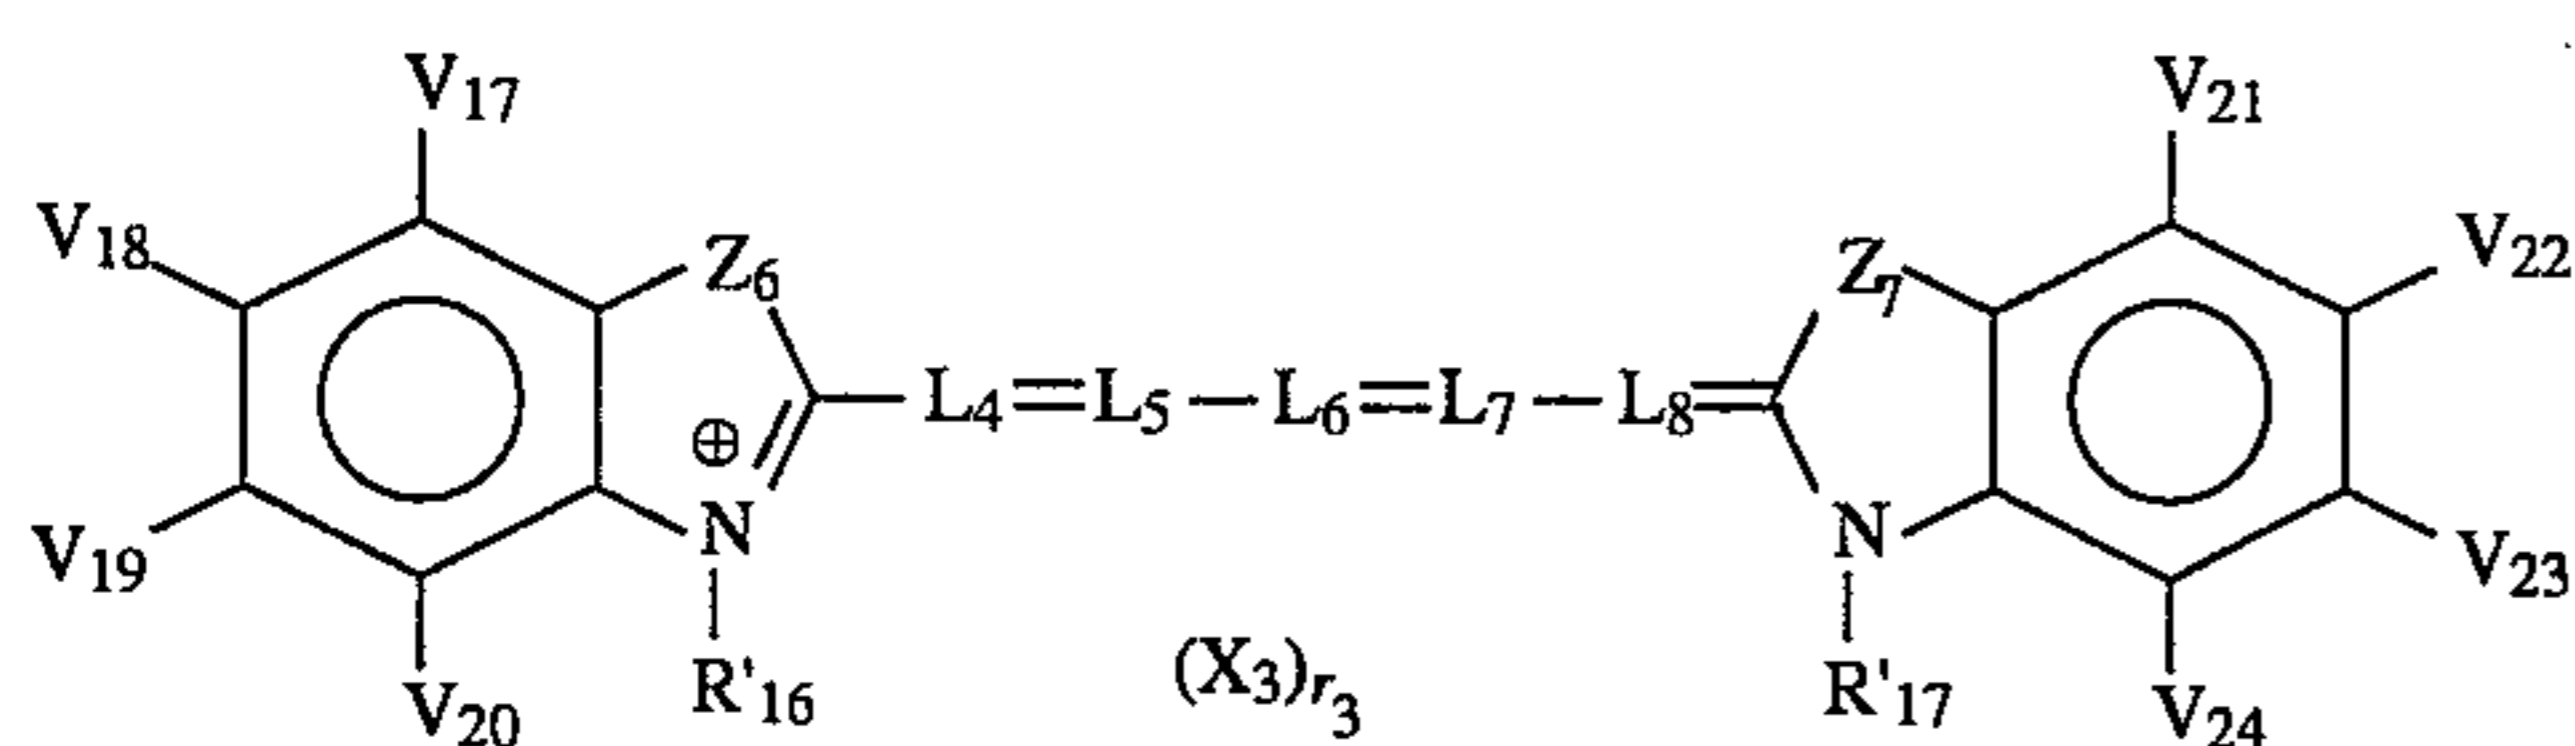 V17 V21
V18 Z6 Z7 V22
L4=L5—L6=L7—L8
⊕
V19 N N V23
R'16 (X3)r3 R'17
V20 V24